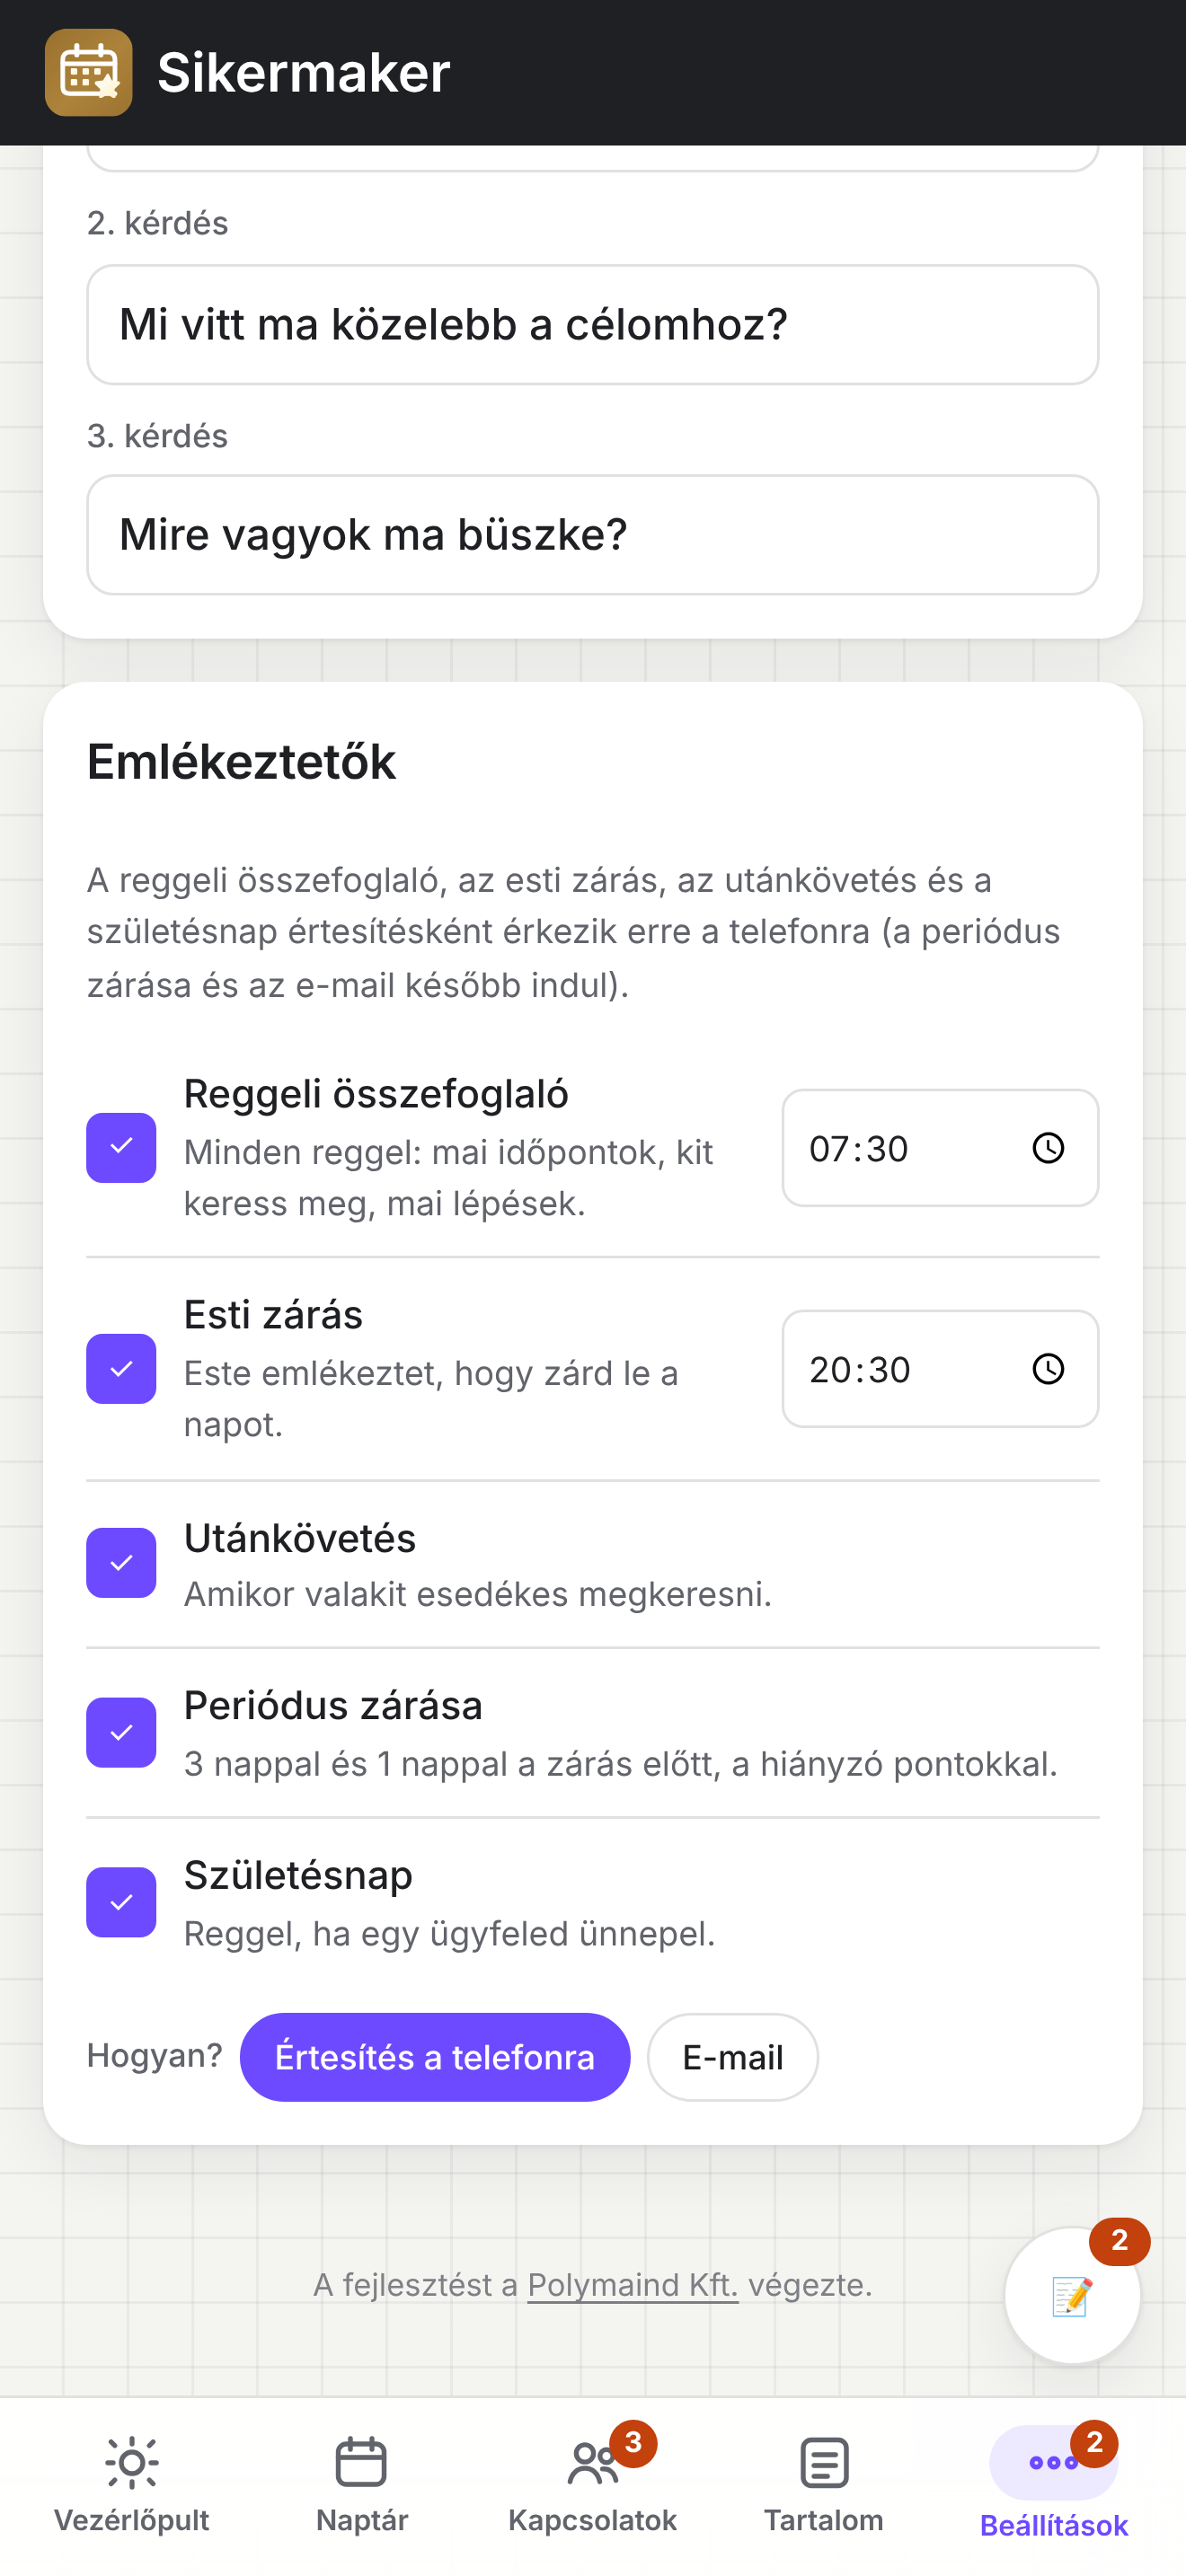 Sikermaker
2. kérdés
Mi vitt ma közelebb a célomhoz?
3. kérdés
Mire vagyok ma büszke?
Emlékeztetők
A reggeli összefoglaló, az esti zárás, az utánkövetés és a
születésnap értesítésként érkezik erre a telefonra (a periódus
zárása és az e-mail később indul).
Reggeli összefoglaló
Minden reggel: mai időpontok, kit
keress meg, mai lépések.
07:30
Esti zárás
Este emlékeztet, hogy zárd le a
napot.
20:30
Utánkövetés
Amikor valakit esedékes megkeresni.
Periódus zárása
3 nappal és 1 nappal a zárás előtt, a hiányzó pontokkal.
Születésnap
Reggel, ha egy ügyfeled ünnepel.
Hogyan? Értesítés a telefonra E-mail
2
A fejlesztést a Polymaind Kft. végezte.
3 2
Vezérlőpult Naptár Kapcsolatok Tartalom Beállítások